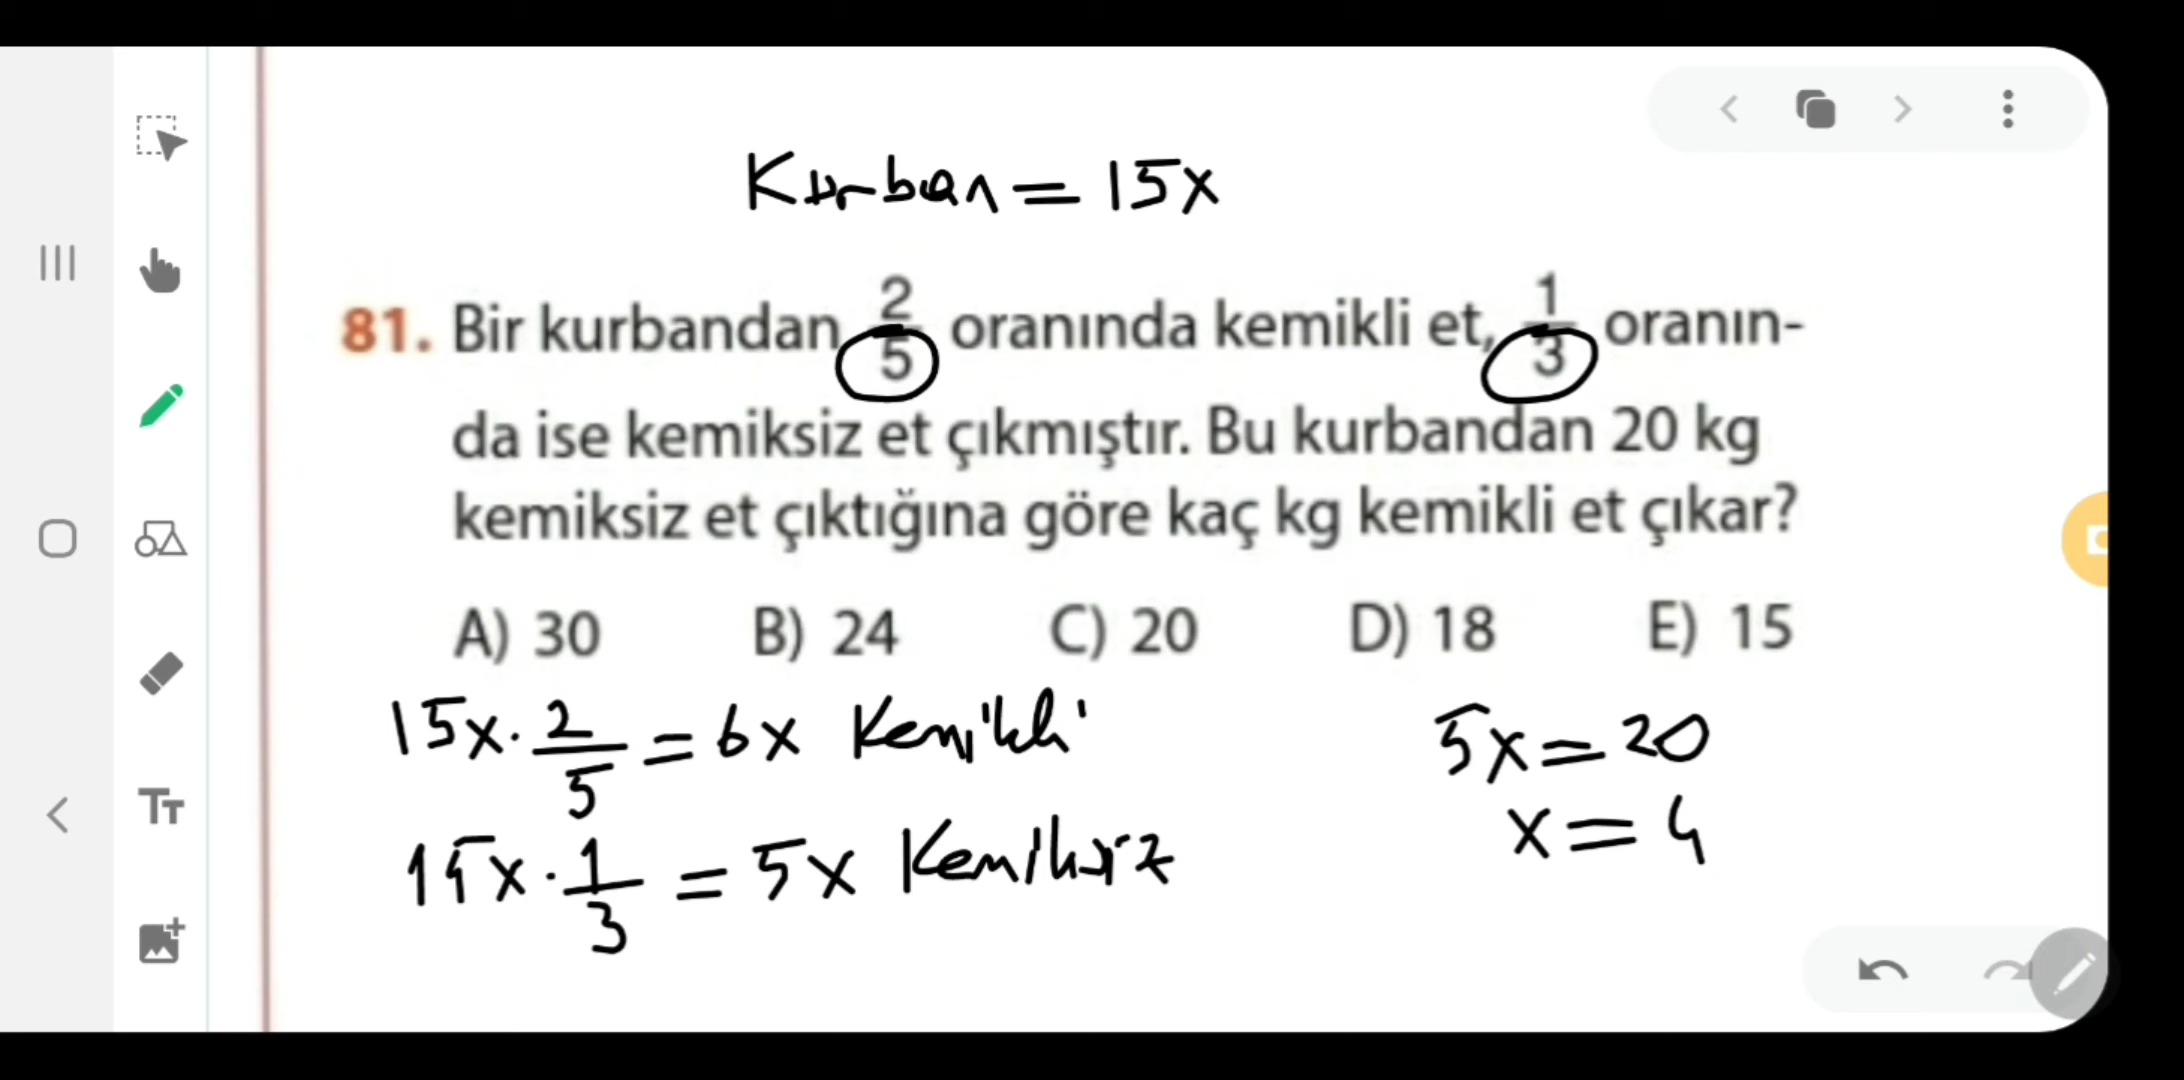 Kurban = 15x
81. Bir kurbandan 2/5 oranında kemikli et, 1/3 oranın-
da ise kemiksiz et çıkmıştır. Bu kurbandan 20 kg
kemiksiz et çıktığına göre kaç kg kemikli et çıkar?
A) 30 B) 24 C) 20 D) 18 E) 15
15x · 2/5 = 6x Kemikli
5x = 20
x = 4
15x · 1/3 = 5x Kemiksiz
Tт